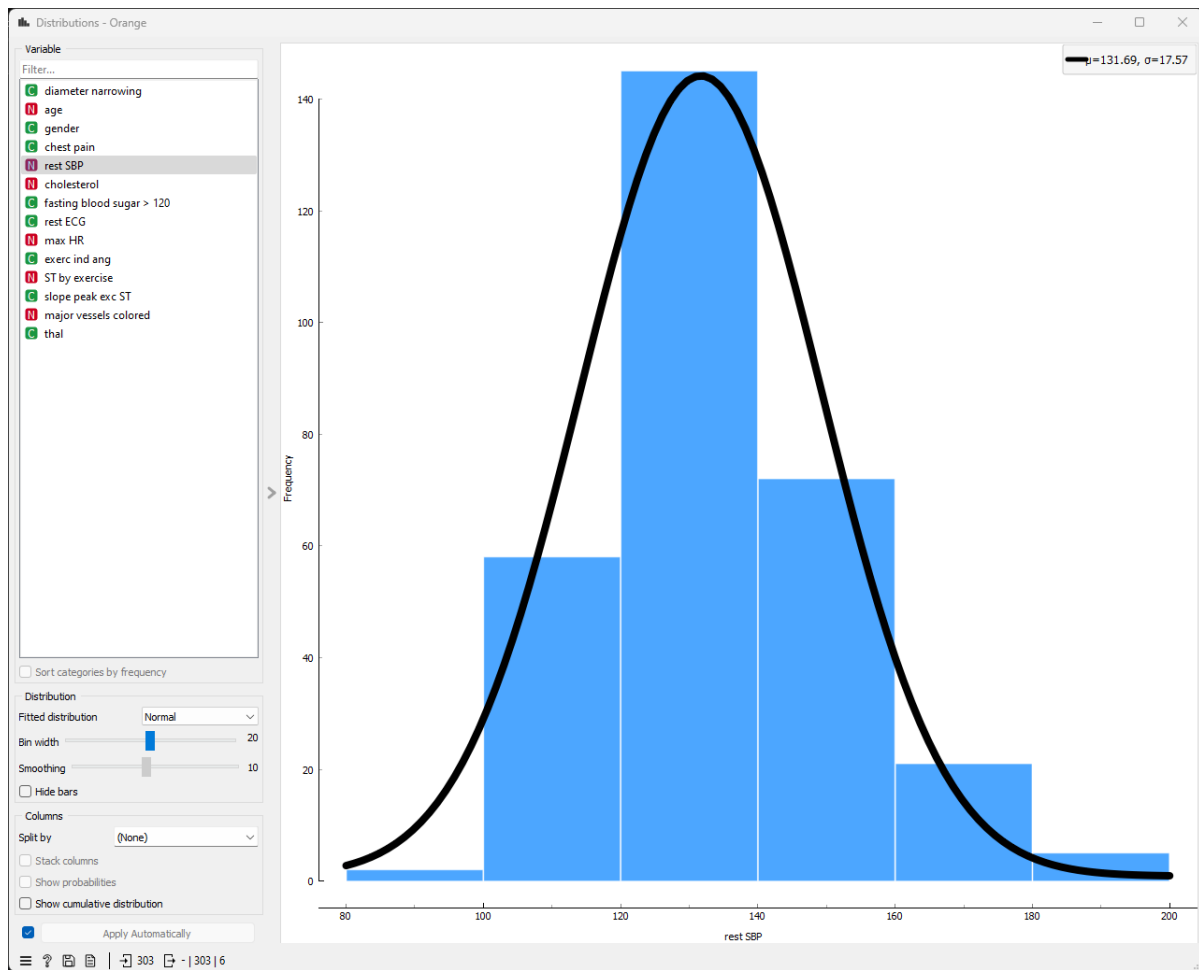 Distributions - Orange
Variable
Filter...
C diameter narrowing
N age
C gender
C chest pain
N rest SBP
N cholesterol
C fasting blood sugar > 120
C rest ECG
N max HR
C exerc ind ang
N ST by exercise
C slope peak exc ST
N major vessels colored
C thal
Sort categories by frequency
Distribution
Fitted distribution Normal
Bin width 20
Smoothing 10
Hide bars
Columns
Split by (None)
Stack columns
Show probabilities
Show cumulative distribution
Apply Automatically
? 303 - | 303 | 6
μ=131.69, σ=17.57
140
120
100
80
60
40
20
0
Frequency
80 100 120 140 160 180 200
rest SBP